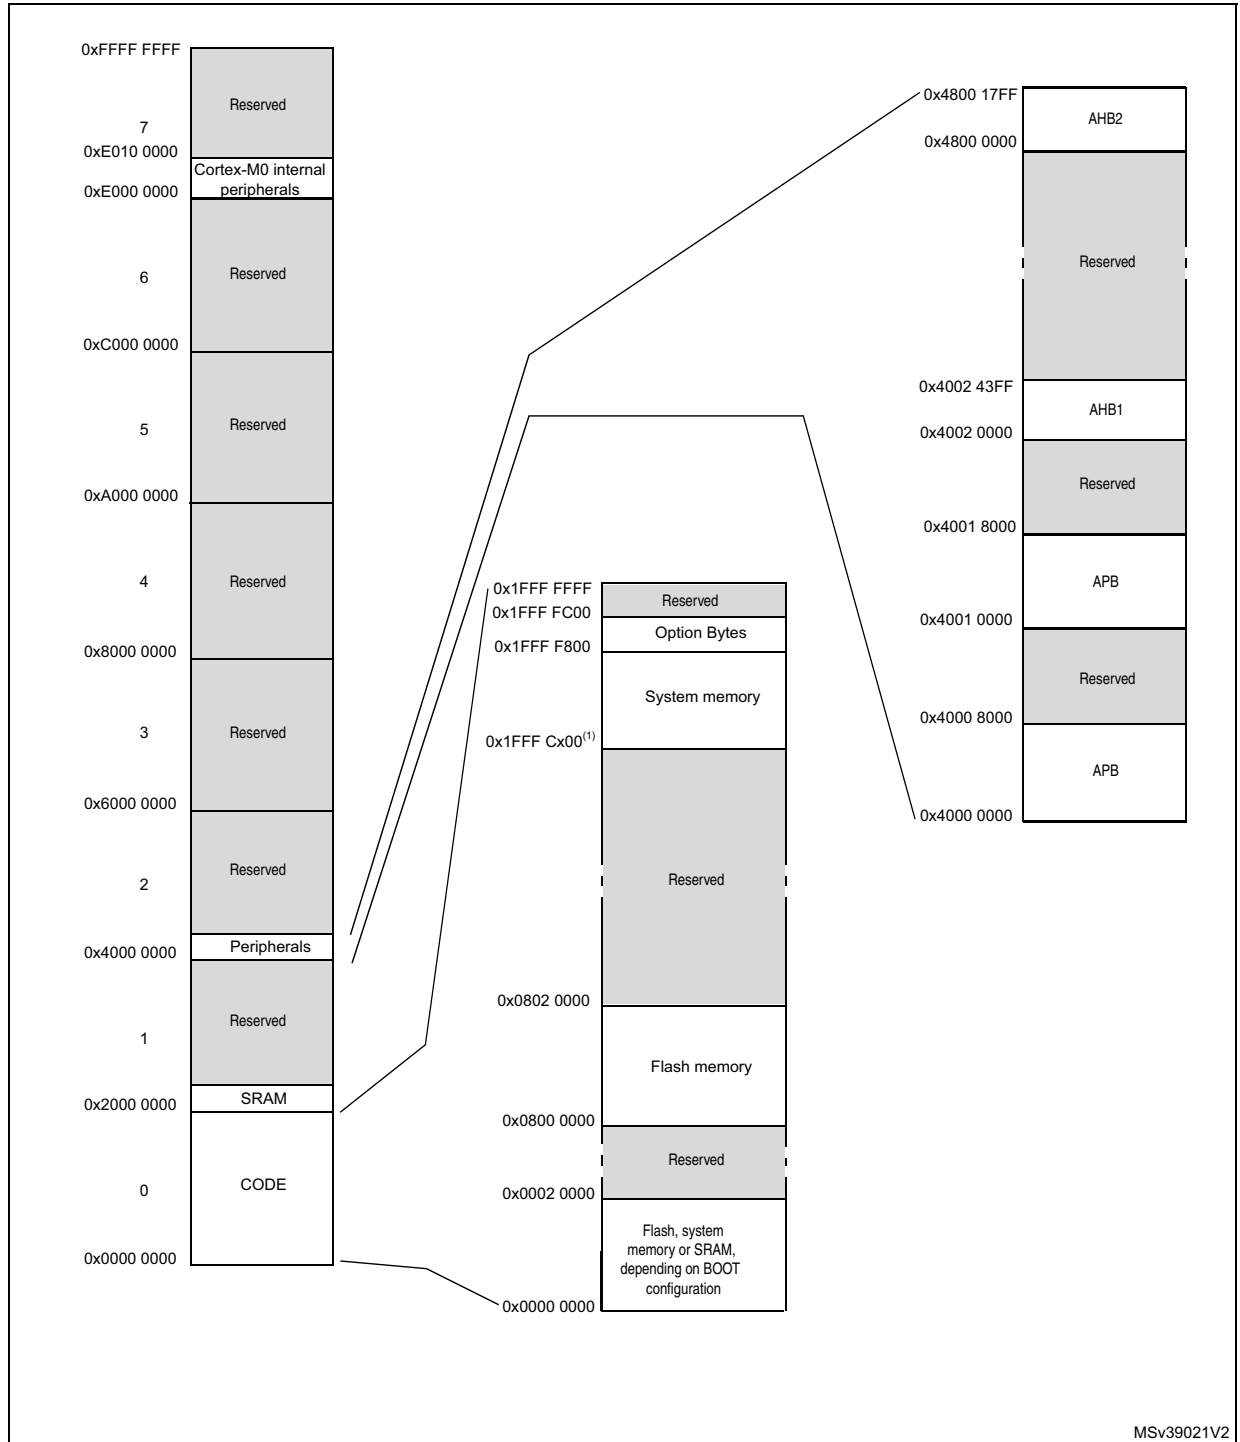 0xFFFF FFFF
Reserved
7
0xE010 0000
Cortex-M0 internal
peripherals
0xE000 0000
Reserved
6
0xC000 0000
Reserved
5
0xA000 0000
Reserved
4
0x8000 0000
Reserved
3
0x6000 0000
Reserved
2
Peripherals
0x4000 0000
Reserved
1
SRAM
0x2000 0000
CODE
0
0x0000 0000
0x1FFF FFFF
Reserved
0x1FFF FC00
Option Bytes
0x1FFF F800
System memory
0x1FFF Cx00(1)
Reserved
0x0802 0000
Flash memory
0x0800 0000
Reserved
0x0002 0000
Flash, system
memory or SRAM,
depending on BOOT
configuration
0x0000 0000
0x4800 17FF
AHB2
0x4800 0000
Reserved
0x4002 43FF
AHB1
0x4002 0000
Reserved
0x4001 8000
APB
0x4001 0000
Reserved
0x4000 8000
APB
0x4000 0000
MSv39021V2